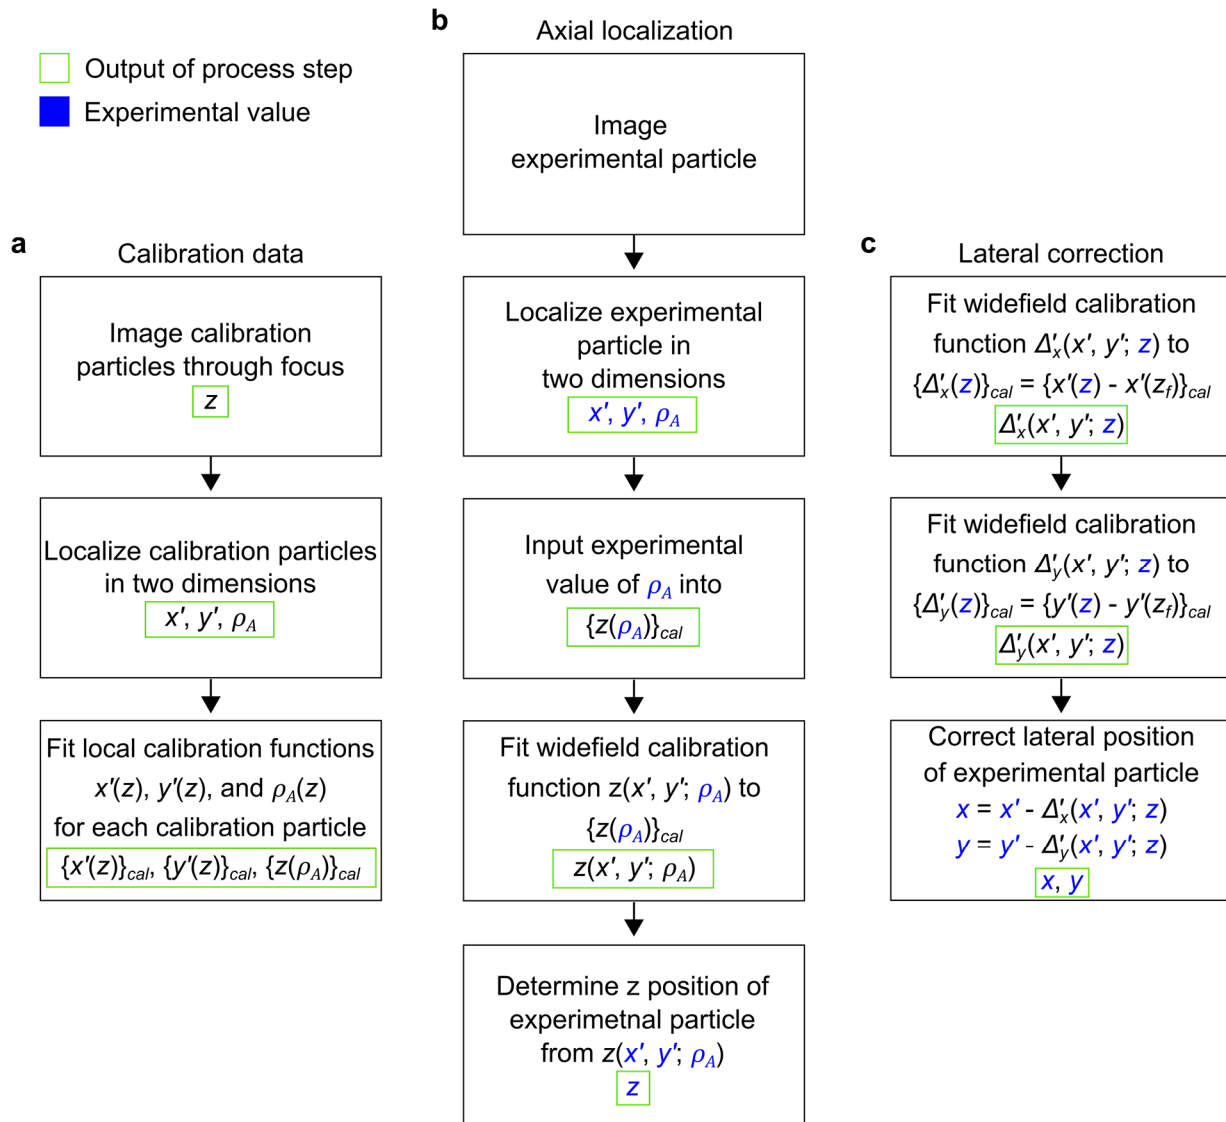 Output of process step
Experimental value
a
Calibration data
Image calibration
particles through focus
z
Localize calibration particles
in two dimensions
x′, y′, ρA
Fit local calibration functions
x′(z), y′(z), and ρA(z)
for each calibration particle
{x′(z)}cal, {y′(z)}cal, {z(ρA)}cal
b
Axial localization
Image
experimental particle
Localize experimental
particle in
two dimensions
x′, y′, ρA
Input experimental
value of ρA into
{z(ρA)}cal
Fit widefield calibration
function z(x′, y′; ρA) to
{z(ρA)}cal
z(x′, y′; ρA)
Determine z position of
experimetnal particle
from z(x′, y′; ρA)
z
c
Lateral correction
Fit widefield calibration
function Δ′x(x′, y′; z) to
{Δ′x(z)}cal = {x′(z) - x′(zf)}cal
Δ′x(x′, y′; z)
Fit widefield calibration
function Δ′y(x′, y′; z) to
{Δ′y(z)}cal = {y′(z) - y′(zf)}cal
Δ′y(x′, y′; z)
Correct lateral position
of experimental particle
x = x′ - Δ′x(x′, y′; z)
y = y′ - Δ′y(x′, y′; z)
x, y